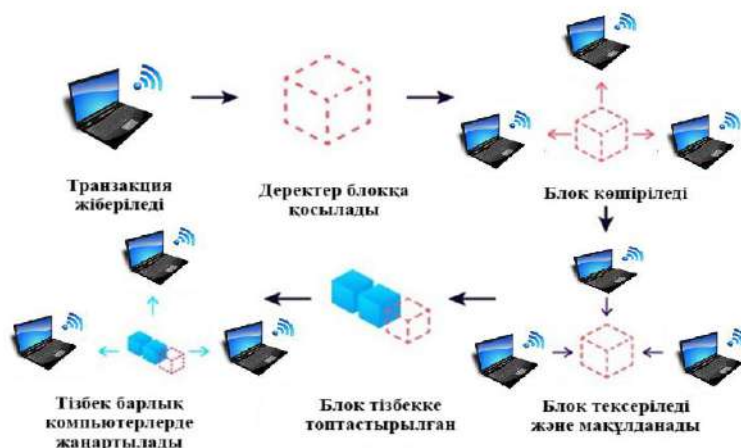 Транзакция
жіберіледі
Деректер блокқа
қосылады
Блок көшіріледі
Блок тексеріледі
және мақұлданады
Блок тізбекке
топтастырылған
Тізбек барлық
компьютерлерде
жаңартылады